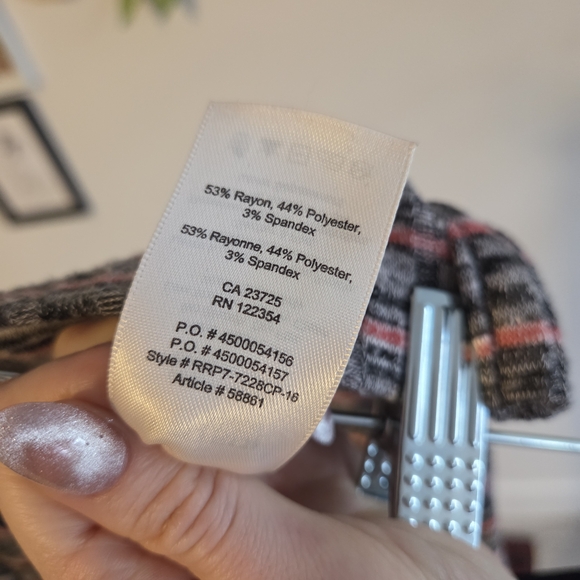 53% Rayon, 44% Polyester,
3% Spandex
53% Rayonne, 44% Polyester,
3% Spandex
CA 23725
RN 122354
P.O. # 4500054156
P.O. # 4500054157
Style # RRP7-7228CP-16
Article # 58861